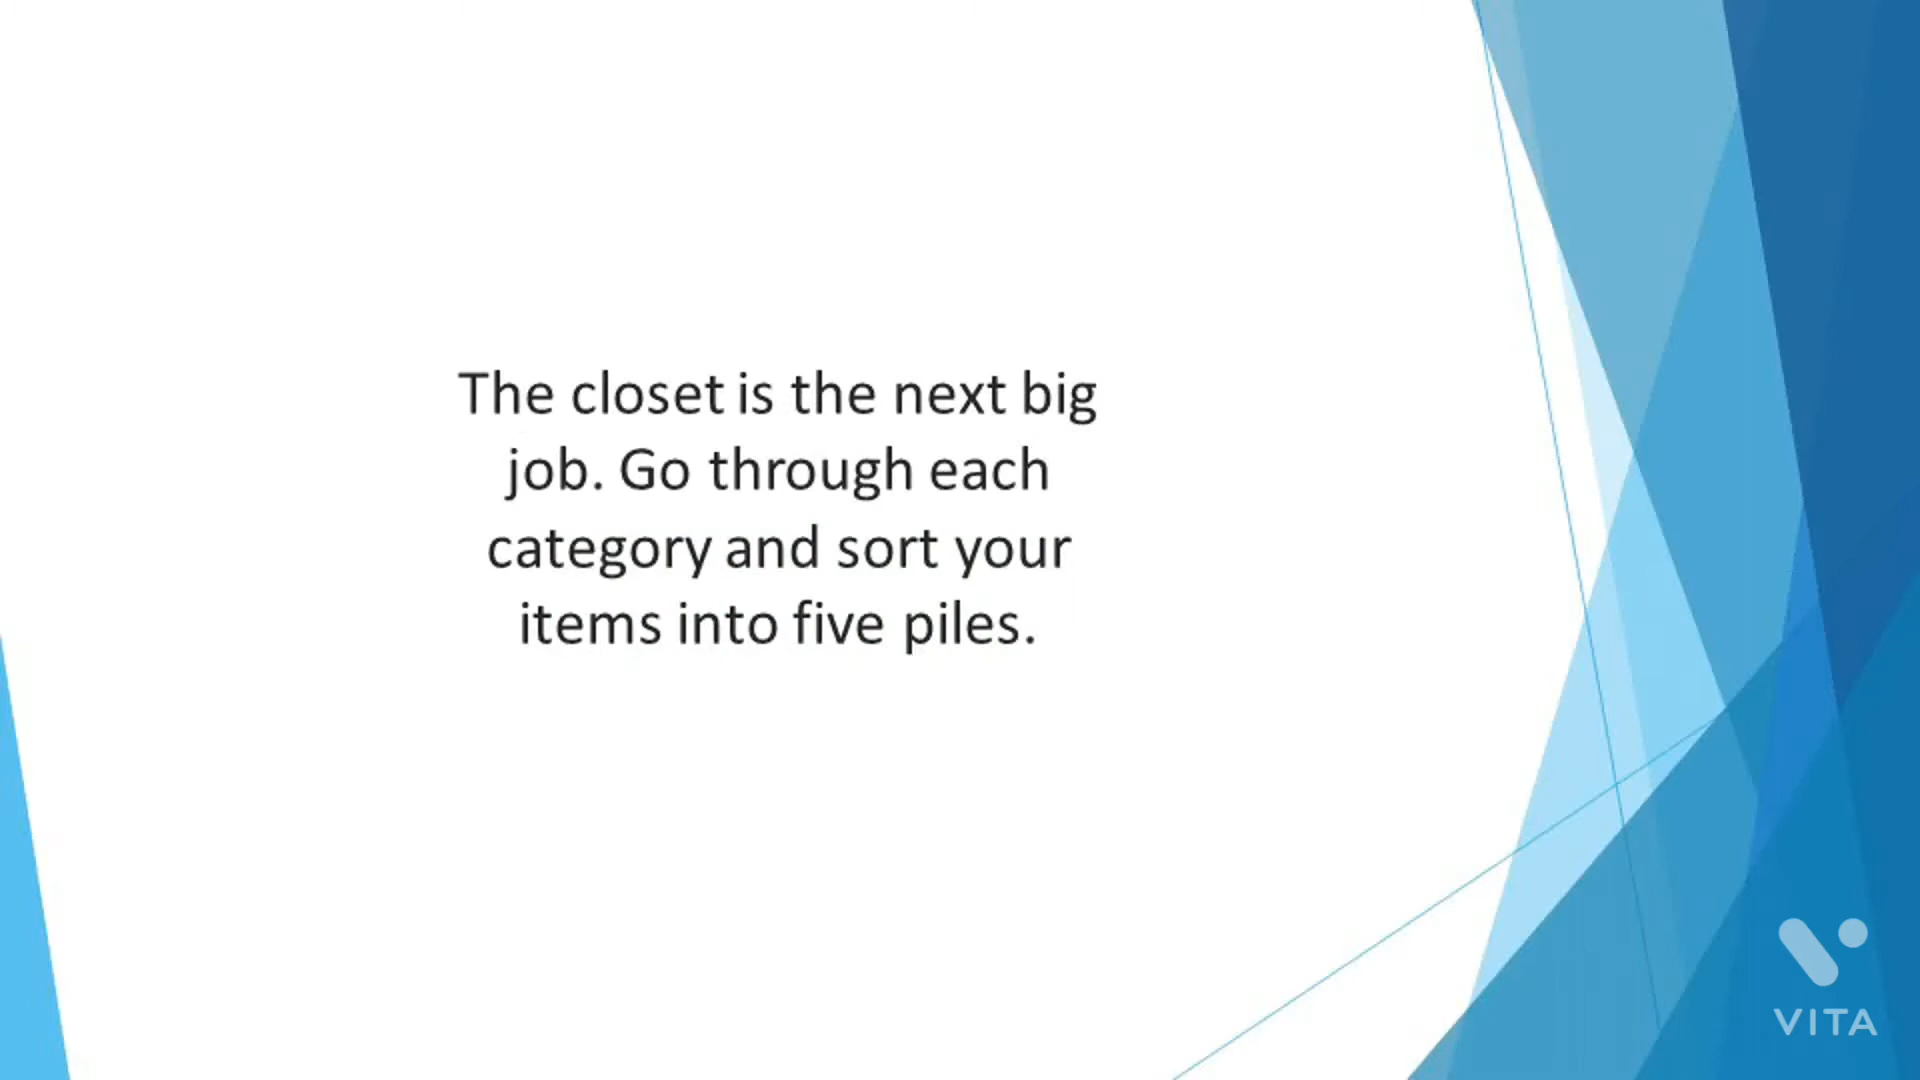 The closet is the next big
job. Go through each
category and sort your
items into five piles.
VITA